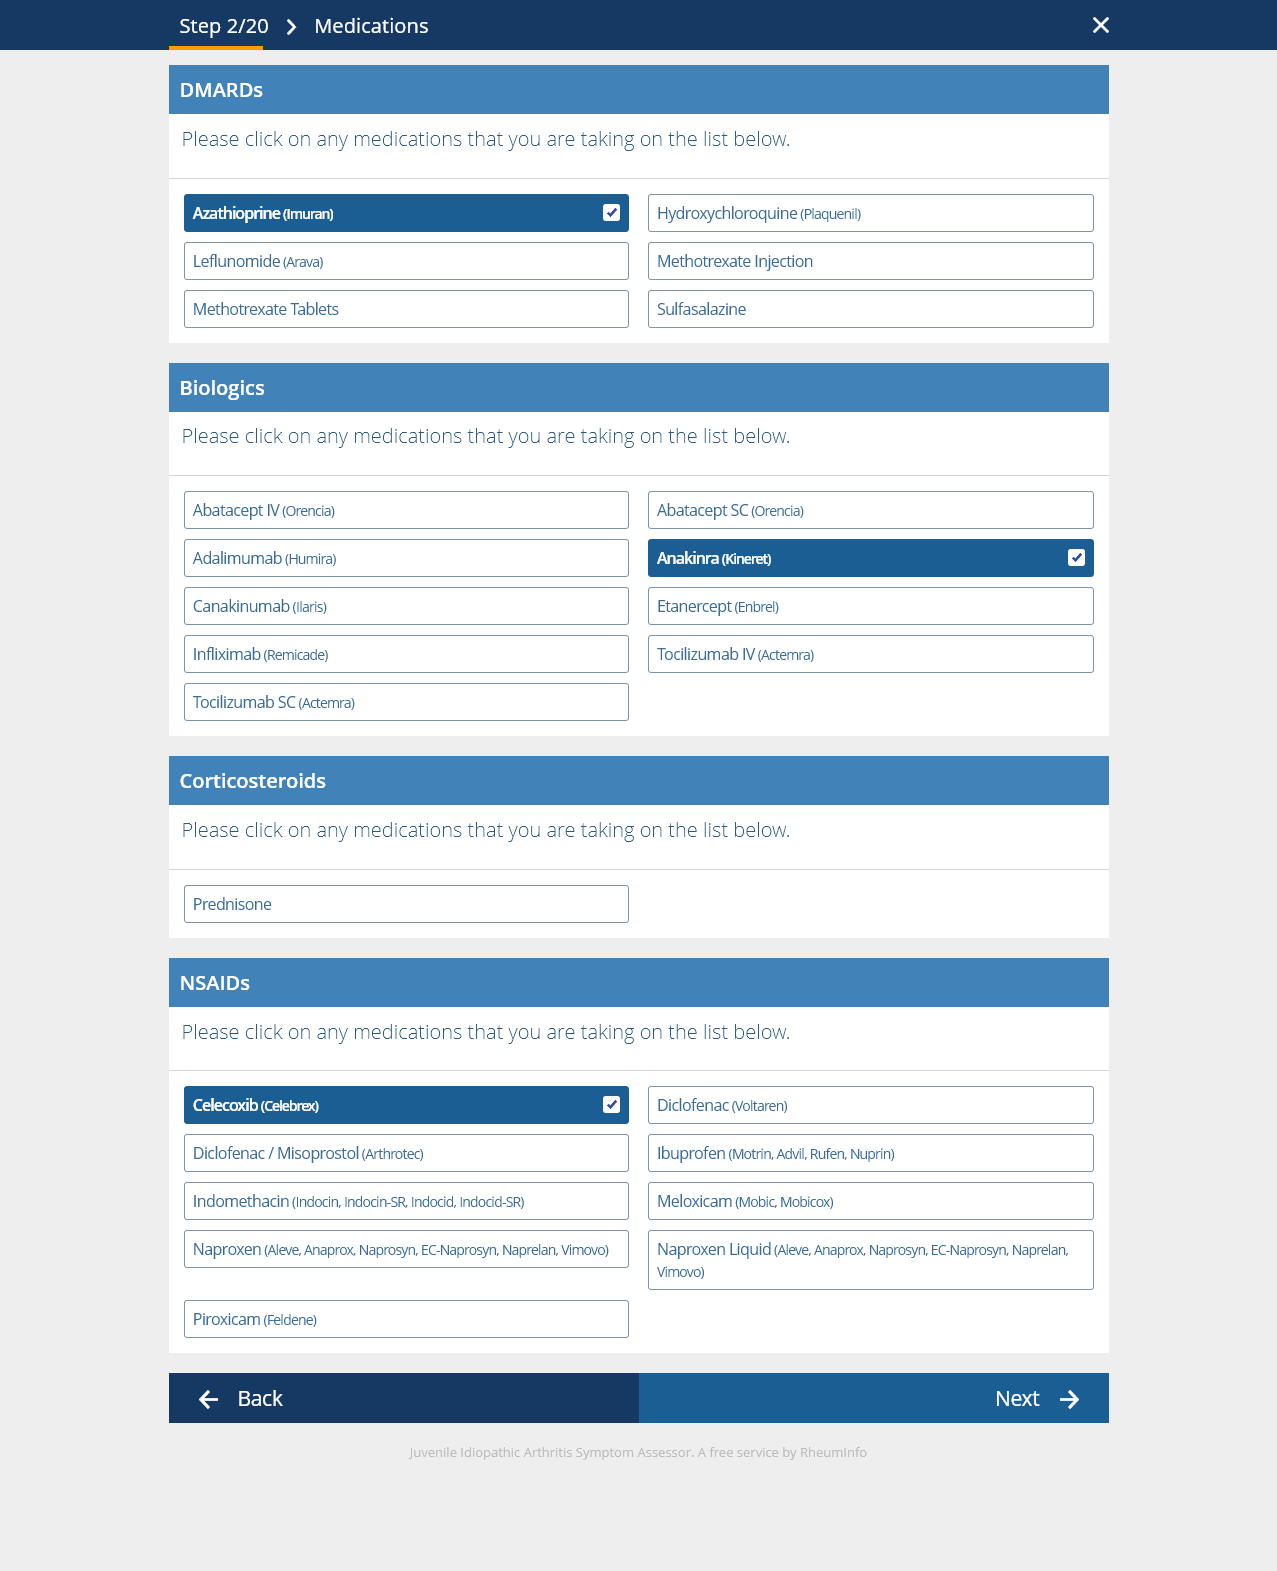 Step 2/20 Medications
DMARDs
Please click on any medications that you are taking on the list below.
Azathioprine (Imuran)
Hydroxychloroquine (Plaquenil)
Leflunomide (Arava)
Methotrexate Injection
Methotrexate Tablets
Sulfasalazine
Biologics
Please click on any medications that you are taking on the list below.
Abatacept IV (Orencia)
Abatacept SC (Orencia)
Adalimumab (Humira)
Anakinra (Kineret)
Canakinumab (Ilaris)
Etanercept (Enbrel)
Infliximab (Remicade)
Tocilizumab IV (Actemra)
Tocilizumab SC (Actemra)
Corticosteroids
Please click on any medications that you are taking on the list below.
Prednisone
NSAIDs
Please click on any medications that you are taking on the list below.
Celecoxib (Celebrex)
Diclofenac (Voltaren)
Diclofenac / Misoprostol (Arthrotec)
Ibuprofen (Motrin, Advil, Rufen, Nuprin)
Indomethacin (Indocin, Indocin-SR, Indocid, Indocid-SR)
Meloxicam (Mobic, Mobicox)
Naproxen (Aleve, Anaprox, Naprosyn, EC-Naprosyn, Naprelan, Vimovo)
Naproxen Liquid (Aleve, Anaprox, Naprosyn, EC-Naprosyn, Naprelan,
Vimovo)
Piroxicam (Feldene)
Back
Next
Juvenile Idiopathic Arthritis Symptom Assessor. A free service by RheumInfo